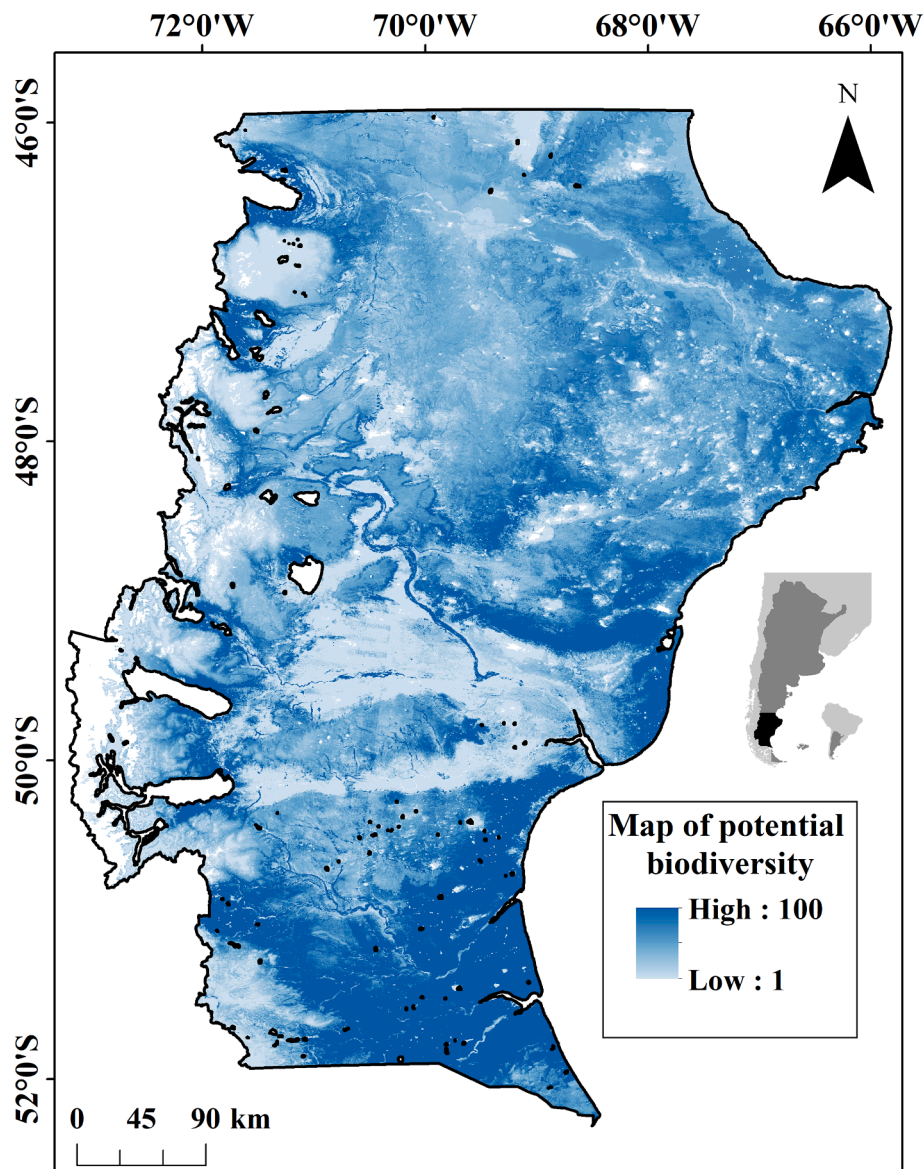 72°0'W 70°0'W 68°0'W 66°0'W
46°0'S
N
48°0'S
50°0'S
Map of potential
biodiversity
High : 100
Low : 1
52°0'S
0 45 90 km